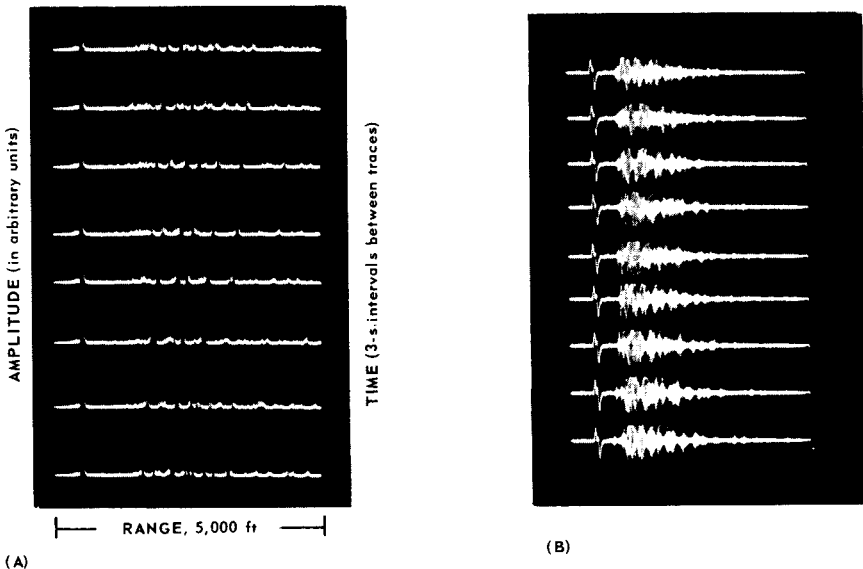 AMPLITUDE (in arbitrary units)
TIME (3-s intervals between traces)
RANGE, 5,000 ft
(A)
(B)